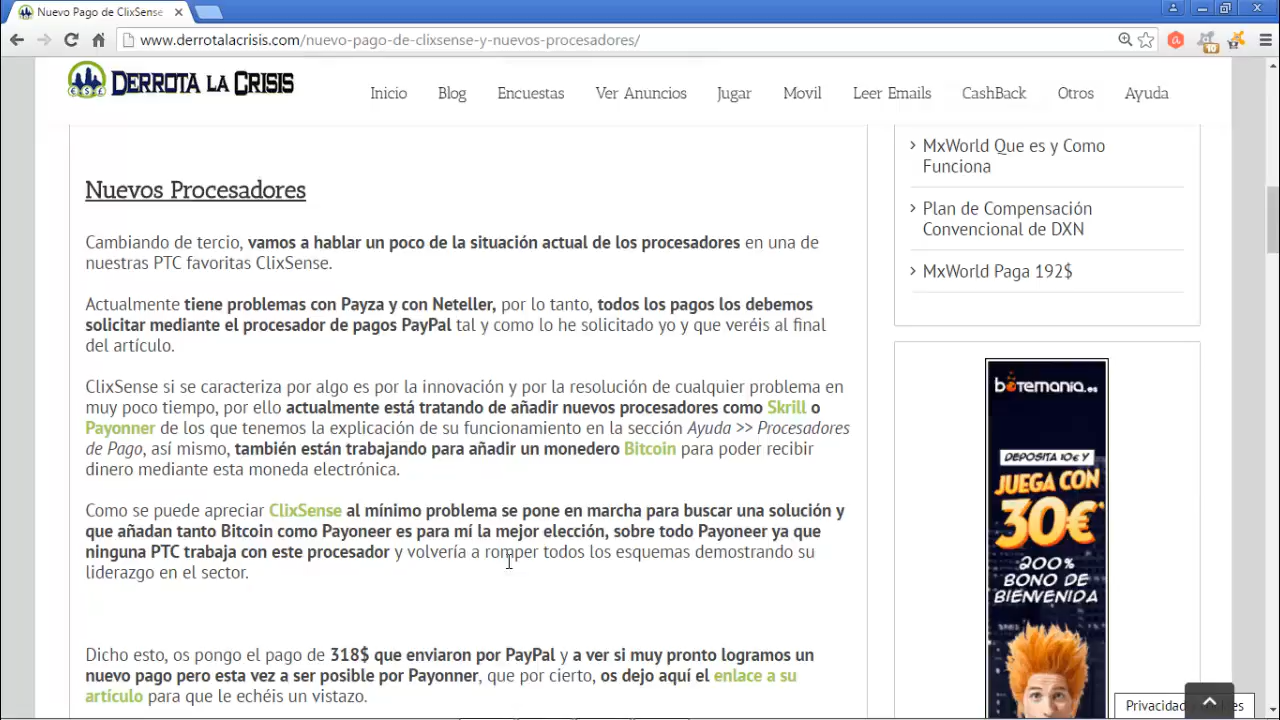 Nuevo Pago de ClixSense
www.derrotalacrisis.com/nuevo-pago-de-clixsense-y-nuevos-procesadores/
10
DERROTA LA CRISIS
Inicio Blog Encuestas Ver Anuncios Jugar Movil Leer Emails CashBack Otros Ayuda
Nuevos Procesadores
Cambiando de tercio, vamos a hablar un poco de la situación actual de los procesadores en una de
nuestras PTC favoritas ClixSense.
Actualmente tiene problemas con Payza y con Neteller, por lo tanto, todos los pagos los debemos
solicitar mediante el procesador de pagos PayPal tal y como lo he solicitado yo y que veréis al final
del artículo.
ClixSense si se caracteriza por algo es por la innovación y por la resolución de cualquier problema en
muy poco tiempo, por ello actualmente está tratando de añadir nuevos procesadores como Skrill o
Payonner de los que tenemos la explicación de su funcionamiento en la sección Ayuda >> Procesadores
de Pago, así mismo, también están trabajando para añadir un monedero Bitcoin para poder recibir
dinero mediante esta moneda electrónica.
Como se puede apreciar ClixSense al mínimo problema se pone en marcha para buscar una solución y
que añadan tanto Bitcoin como Payoneer es para mí la mejor elección, sobre todo Payoneer ya que
ninguna PTC trabaja con este procesador y volvería a romper todos los esquemas demostrando su
liderazgo en el sector.
Dicho esto, os pongo el pago de 318$ que enviaron por PayPal y a ver si muy pronto logramos un
nuevo pago pero esta vez a ser posible por Payonner, que por cierto, os dejo aquí el enlace a su
artículo para que le echéis un vistazo.
MxWorld Que es y Como
Funciona
Plan de Compensación
Convencional de DXN
MxWorld Paga 192$
botemania.es
DEPOSITA 10€ Y
JUEGA CON
30€
200%
BONO DE
BIENVENIDA